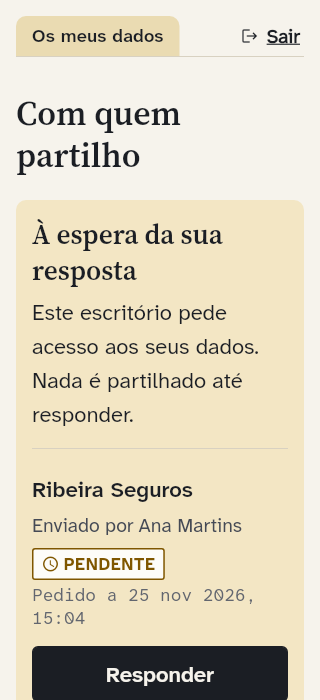 Os meus dados
Sair
Com quem
partilho
À espera da sua
resposta
Este escritório pede
acesso aos seus dados.
Nada é partilhado até
responder.
Ribeira Seguros
Enviado por Ana Martins
PENDENTE
Pedido a 25 nov 2026,
15:04
Responder